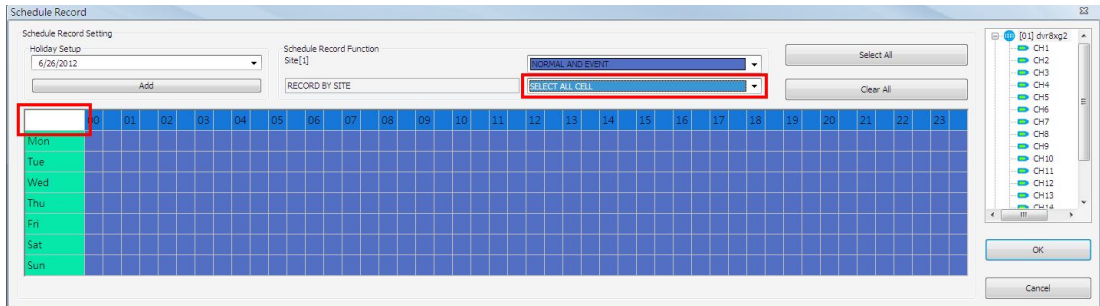 Schedule Record
Schedule Record Setting
Holiday Setup
6/26/2012
Add
Schedule Record Function
Site[1]
NORMAL AND EVENT
RECORD BY SITE
SELECT ALL CELL
Select All
Clear All
00 01 02 03 04 05 06 07 08 09 10 11 12 13 14 15 16 17 18 19 20 21 22 23
Mon
Tue
Wed
Thu
Fri
Sat
Sun
[01] dvr8xg2
CH1
CH2
CH3
CH4
CH5
CH6
CH7
CH8
CH9
CH10
CH11
CH12
CH13
CH14
OK
Cancel